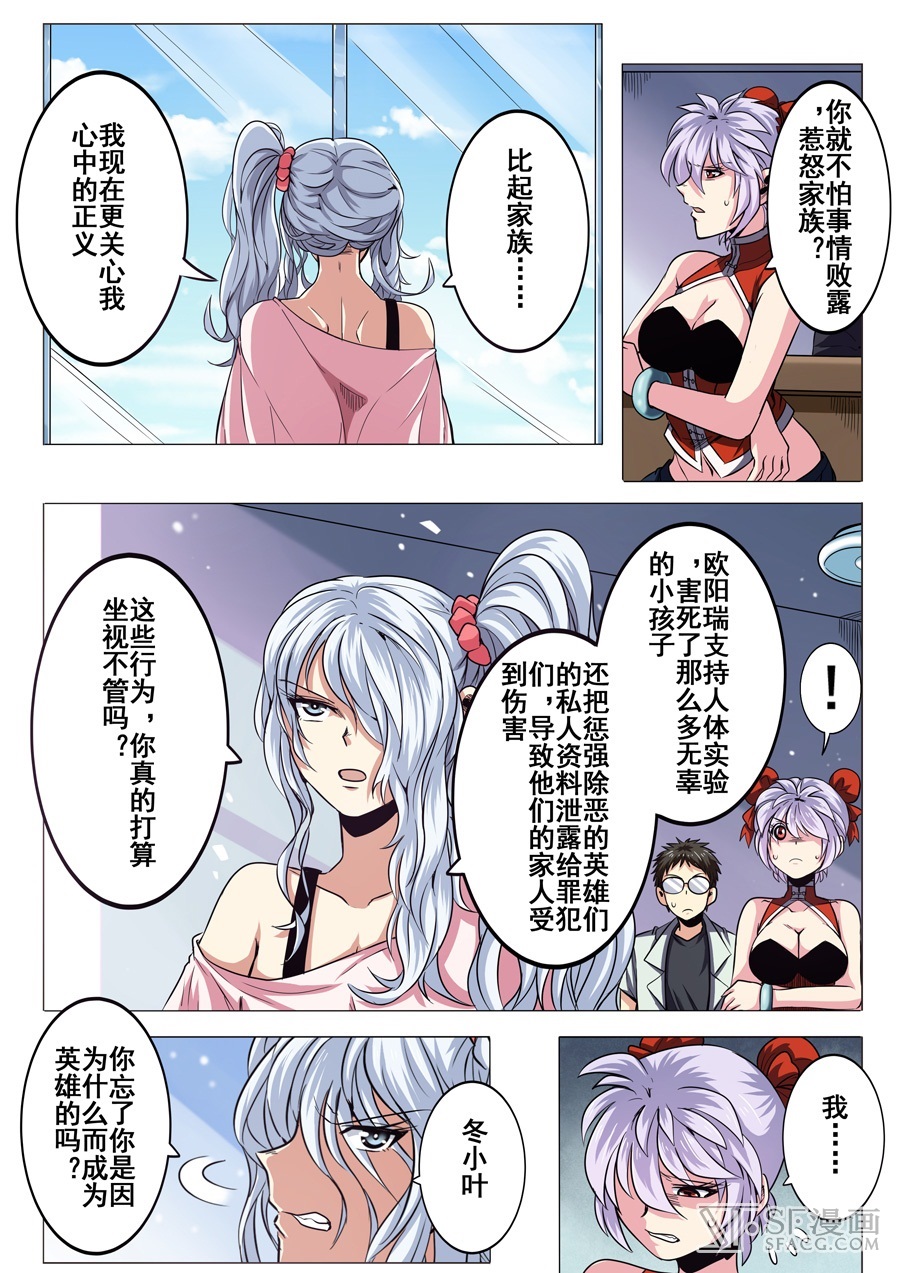 你就不怕事情败露
，惹怒家族？
比起家族……
我现在更关心我
心中的正义
！
欧阳瑞支持人体实验
，害死了那么多无辜
的小孩子
还把惩强除恶的英雄们
的私人资料泄露给罪犯
们，导致他们的家人受
到伤害
这些行为，你真的打算
坐视不管吗？
我……
冬小叶
你忘了你是因
为什么而成为
英雄的吗？
SF漫画
SFACG.COM